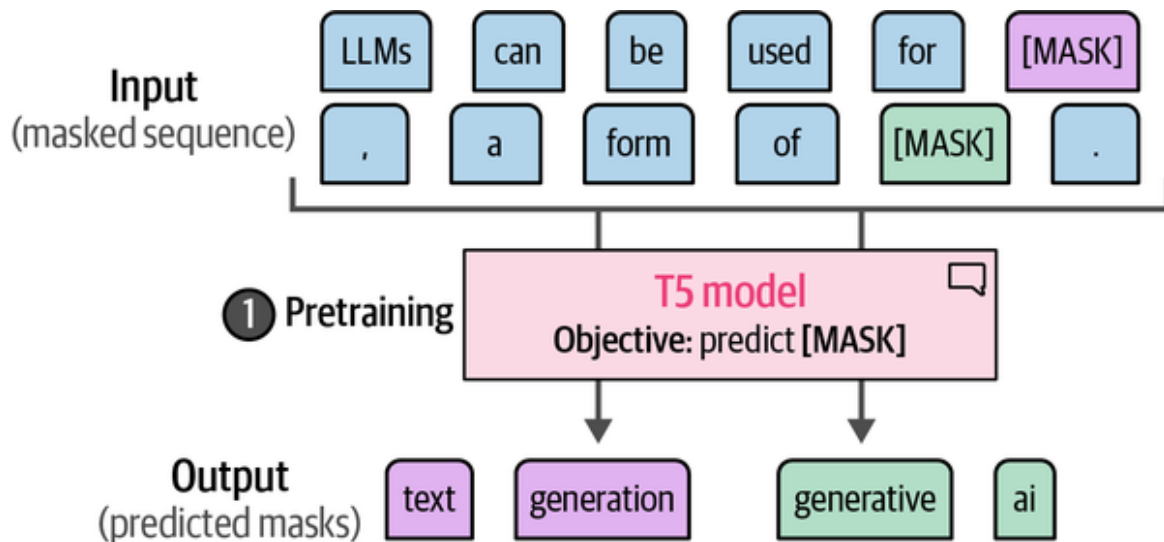 LLMs can be used for [MASK]
Input
(masked sequence)
, a form of [MASK] .
T5 model
1 Pretraining
Objective: predict [MASK]
Output
(predicted masks)
text generation generative ai